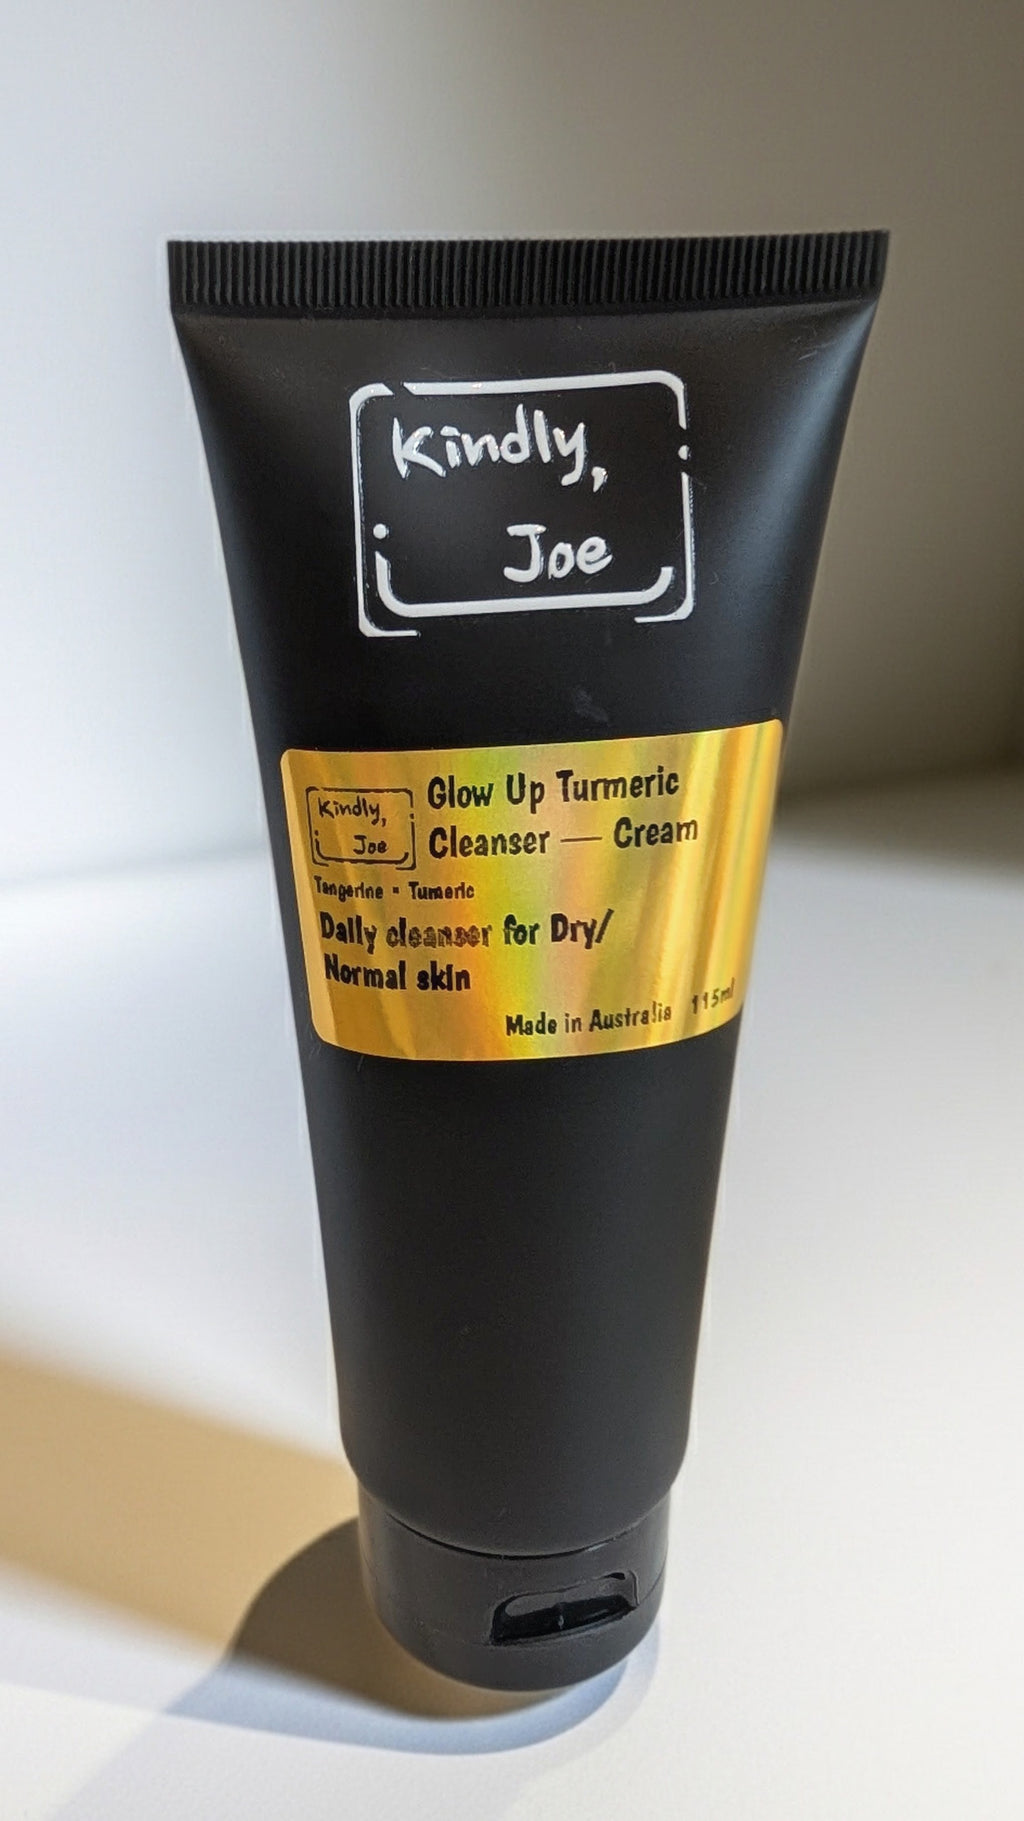 Kindly,
Joe
Kindly,
Joe
Glow Up Turmeric
Cleanser — Cream
Tangerine - Tumeric
Daily cleanser for Dry/
Normal skin
Made in Australia 115ml